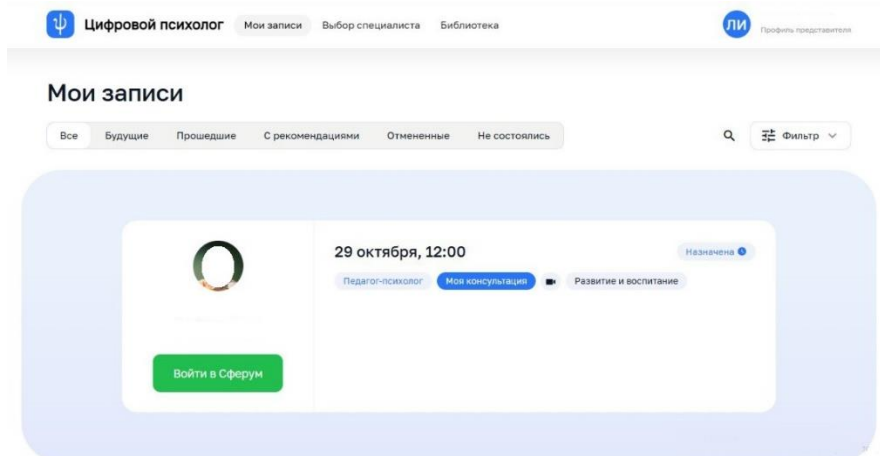 Цифровой психолог Мои записи Выбор специалиста Библиотека ЛИ Профиль представителя
Мои записи
Все Будущие Прошедшие С рекомендациями Отмененные Не состоялись Фильтр
29 октября, 12:00 Назначена
Педагог-психолог Моя консультация Развитие и воспитание
Войти в Сферум